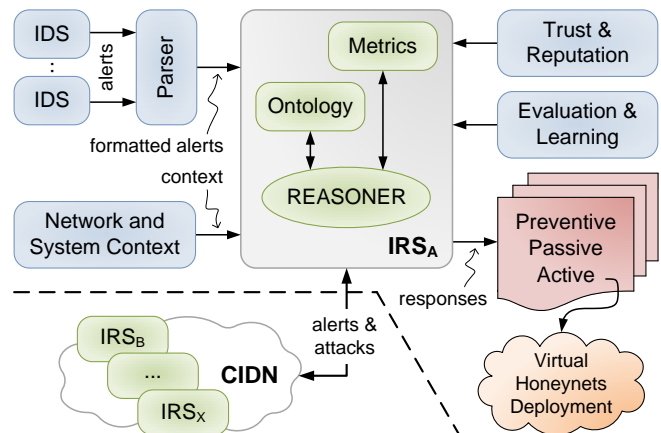 IDS
:
IDS
alerts
Parser
formatted alerts
context
Network and
System Context
Metrics
Ontology
REASONER
IRSA
Trust &
Reputation
Evaluation &
Learning
Preventive
Passive
Active
responses
alerts &
attacks
IRSB
...
IRSX
CIDN
Virtual
Honeynets
Deployment